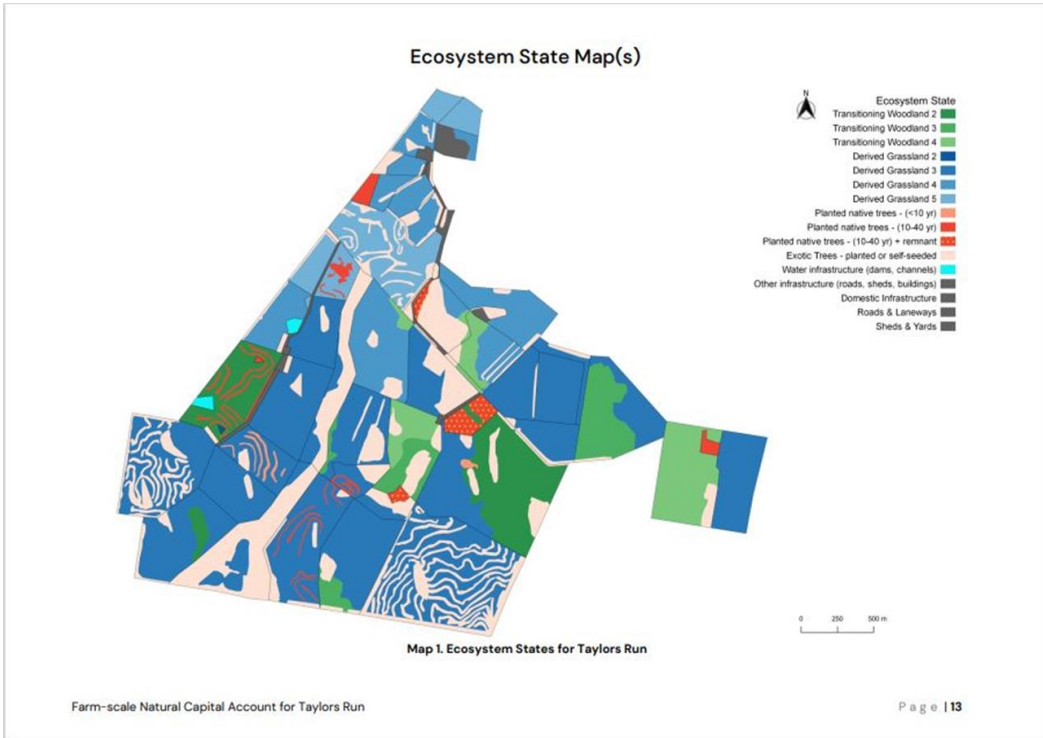 Ecosystem State Map(s)
N
Ecosystem State
Transitioning Woodland 2
Transitioning Woodland 3
Transitioning Woodland 4
Derived Grassland 2
Derived Grassland 3
Derived Grassland 4
Derived Grassland 5
Planted native trees - (<10 yr)
Planted native trees - (10-40 yr)
Planted native trees - (10-40 yr) + remnant
Exotic Trees - planted or self-seeded
Water infrastructure (dams, channels)
Other infrastructure (roads, sheds, buildings)
Domestic Infrastructure
Roads & Laneways
Sheds & Yards
0 250 500 m
Map 1. Ecosystem States for Taylors Run
Farm-scale Natural Capital Account for Taylors Run
Page | 13